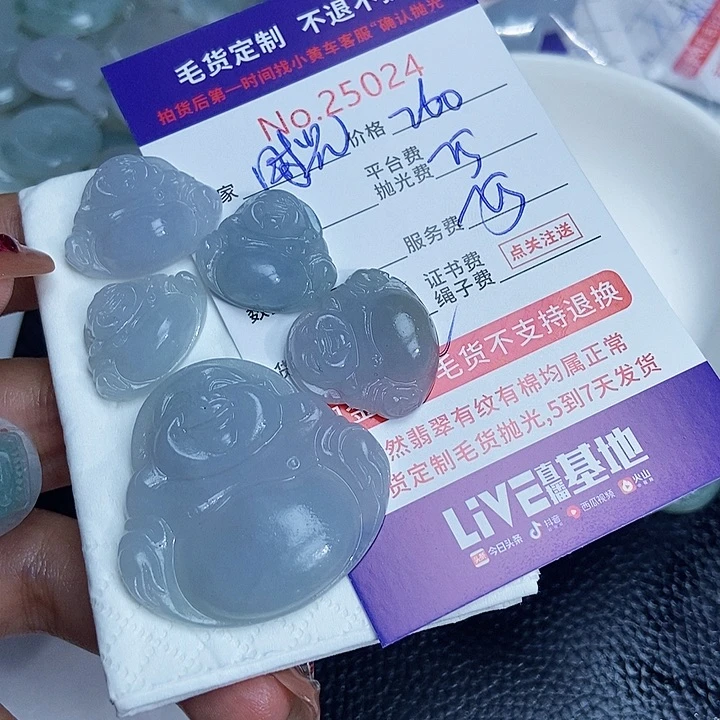 毛货定制 不退不
拍货后第一时间找小黄车客服“确认抛光
No.25024
家
价格 260
平台费
抛光费
服务费
证书费
绳子费
点关注送
毛货不支持退换
然翡翠有纹有棉均属正常
货定制毛货抛光,5到7天发货
LiVE直播基地
今日头条 抖音 西瓜视频 火山